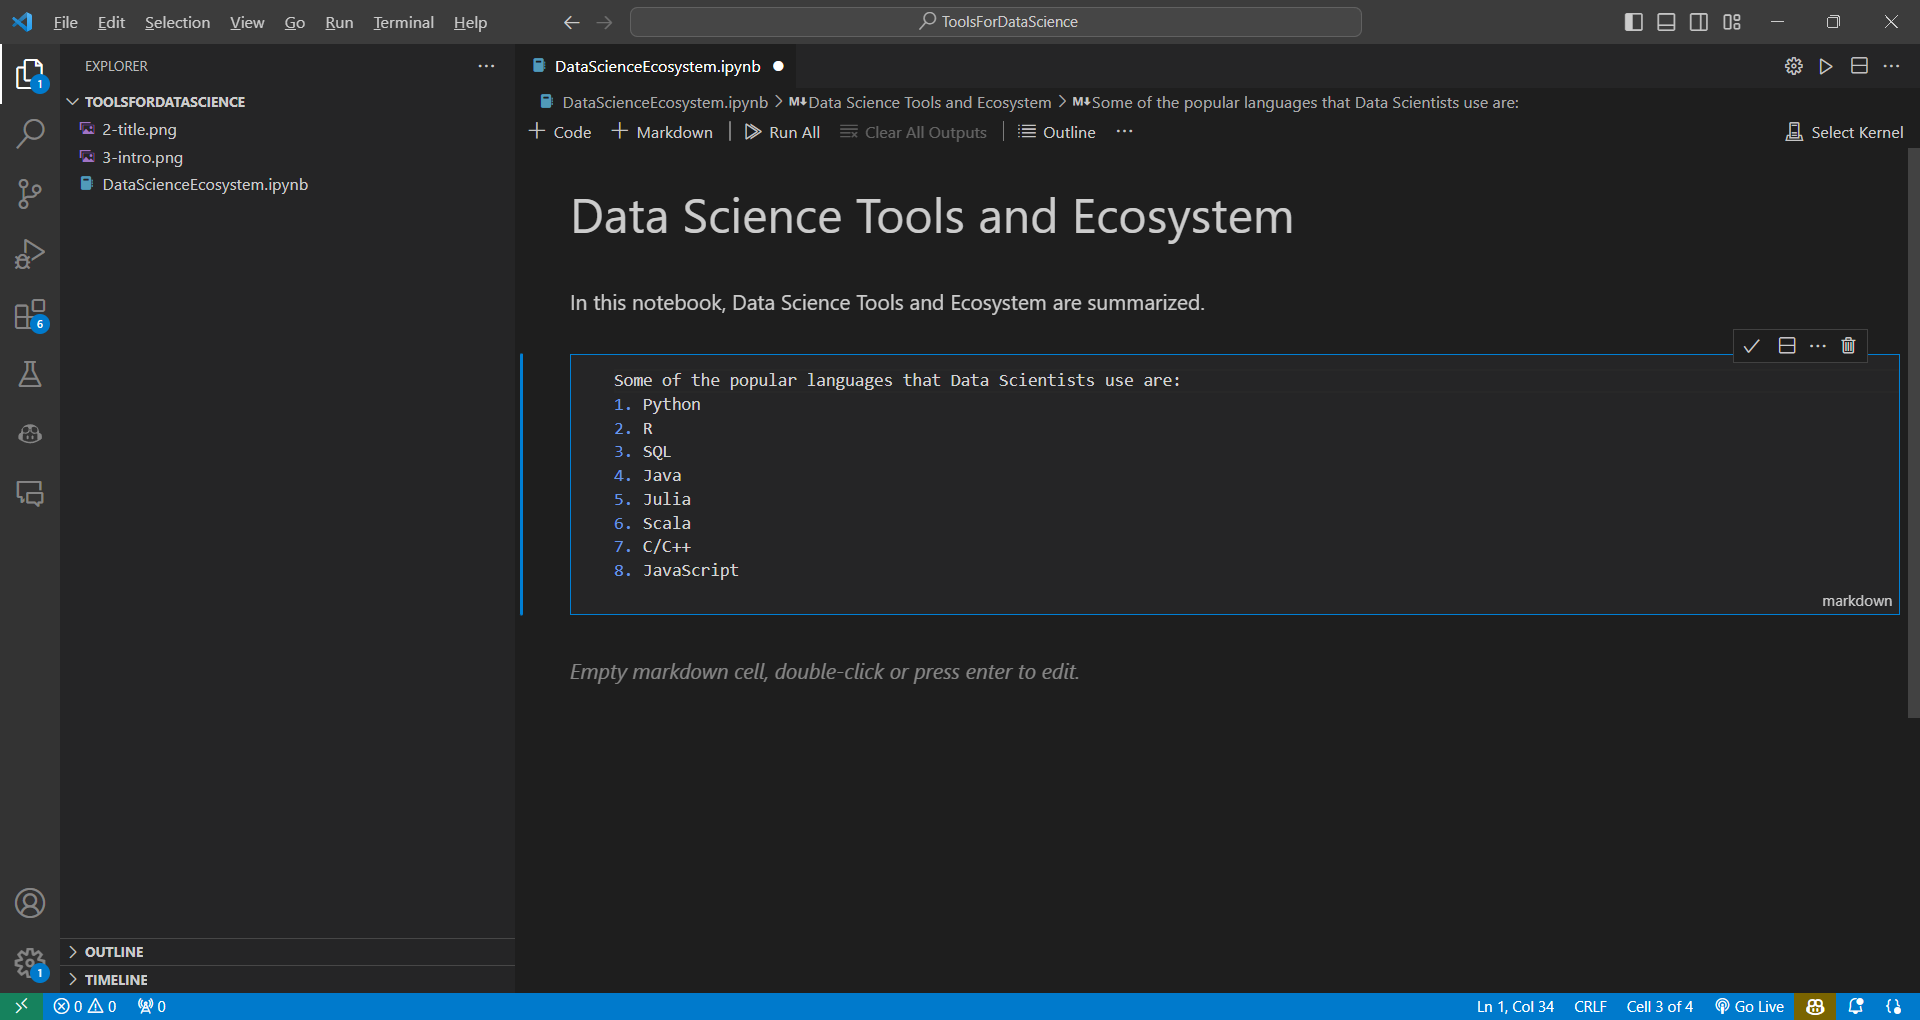 File Edit Selection View Go Run Terminal Help
ToolsForDataScience
EXPLORER
1
TOOLSFORDATASCIENCE
2-title.png
3-intro.png
DataScienceEcosystem.ipynb
6
1
OUTLINE
TIMELINE
DataScienceEcosystem.ipynb
DataScienceEcosystem.ipynb > M↓Data Science Tools and Ecosystem > M↓Some of the popular languages that Data Scientists use are:
+ Code + Markdown | Run All Clear All Outputs | Outline ··· Select Kernel
Data Science Tools and Ecosystem
In this notebook, Data Science Tools and Ecosystem are summarized.
Some of the popular languages that Data Scientists use are:
1. Python
2. R
3. SQL
4. Java
5. Julia
6. Scala
7. C/C++
8. JavaScript
markdown
Empty markdown cell, double-click or press enter to edit.
0 0 0 Ln 1, Col 34 CRLF Cell 3 of 4 Go Live